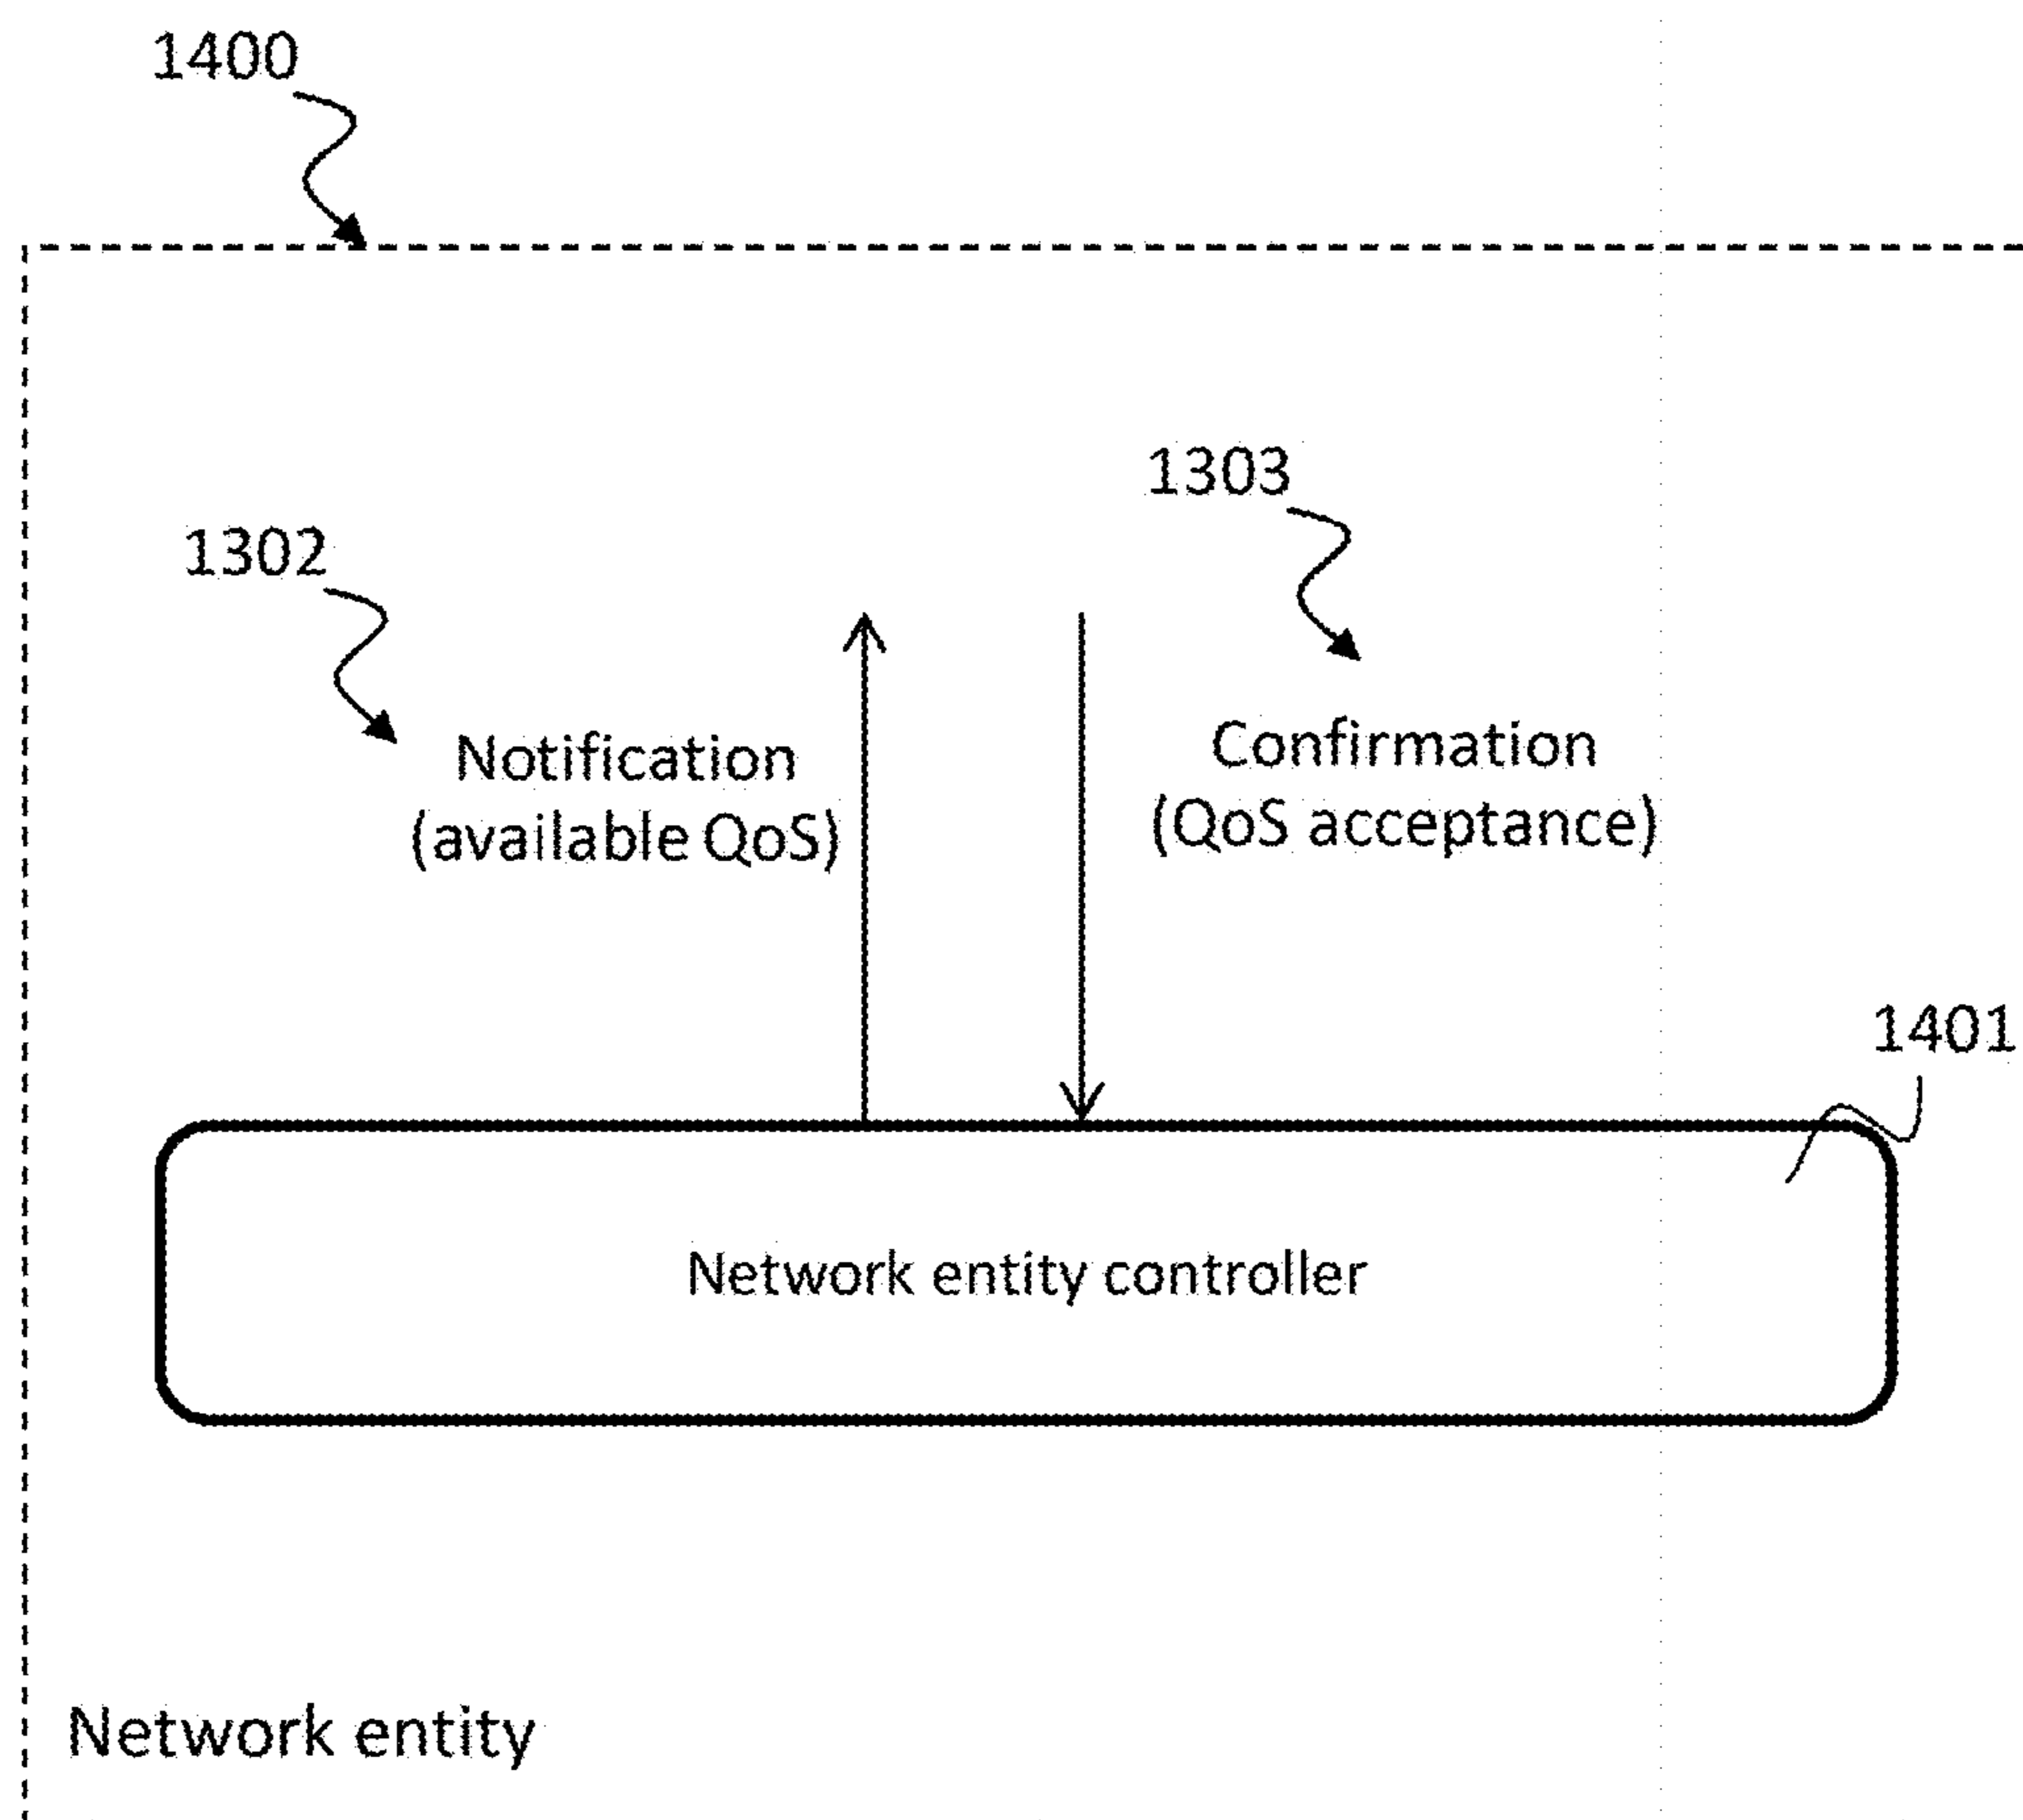 1400
1303
1302
Notification
(available QoS)
Confirmation
(QoS acceptance)
1401
Network entity controller
Network entity